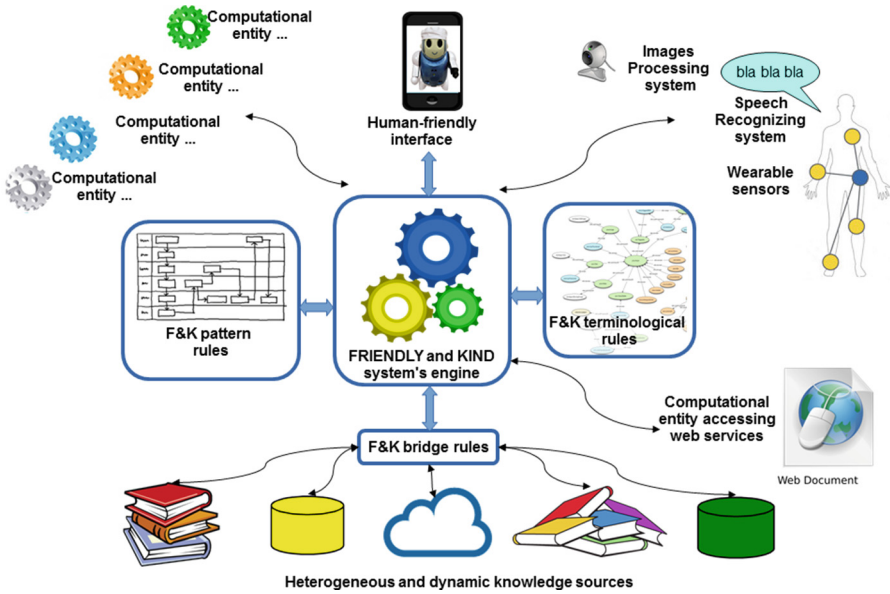 Computational
entity ...
Computational
entity ...
Computational
entity ...
Computational
entity ...
Human-friendly
interface
Images
Processing
system
bla bla bla
Speech
Recognizing
system
Wearable
sensors
F&K pattern
rules
FRIENDLY and KIND
system's engine
F&K terminological
rules
Computational
entity accessing
web services
Web Document
F&K bridge rules
Heterogeneous and dynamic knowledge sources